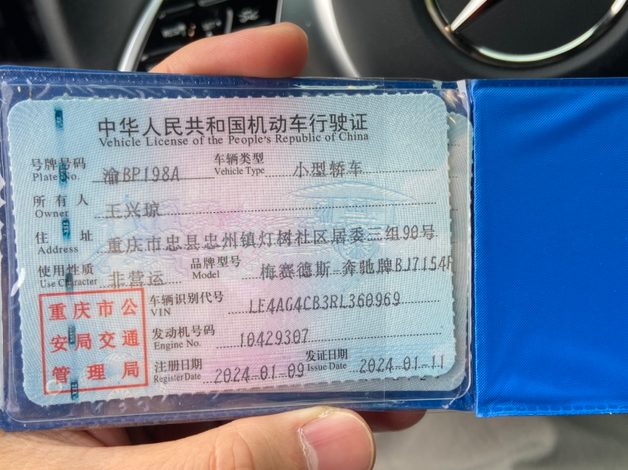 中华人民共和国机动车行驶证
Vehicle License of the People's Republic of China
号牌号码 Plate No. 渝BP198A 车辆类型 Vehicle Type 小型轿车
所有人 Owner 王兴琼
住址 Address 重庆市忠县忠州镇灯树社区居委三组90号
使用性质 Use Character 非营运 品牌型号 Model 梅赛德斯-奔驰牌BJ7154
车辆识别代号 VIN LE4AG4CB3RL360969
发动机号码 Engine No. 10429307
注册日期 Register Date 2024-01-09 发证日期 Issue Date 2024-01-11
重庆市公
安局交通
管理局